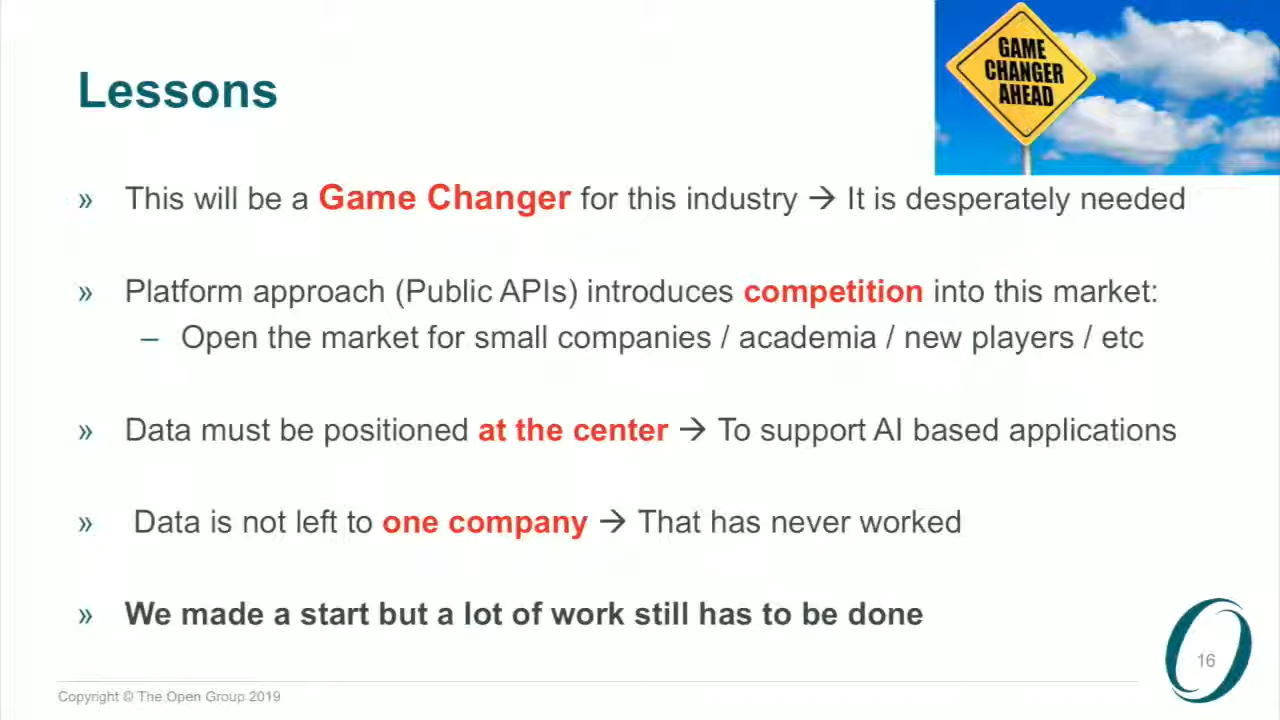 GAME
CHANGER
AHEAD
Lessons
» This will be a Game Changer for this industry → It is desperately needed
» Platform approach (Public APIs) introduces competition into this market:
– Open the market for small companies / academia / new players / etc
» Data must be positioned at the center → To support AI based applications
» Data is not left to one company → That has never worked
» We made a start but a lot of work still has to be done
16
Copyright © The Open Group 2019